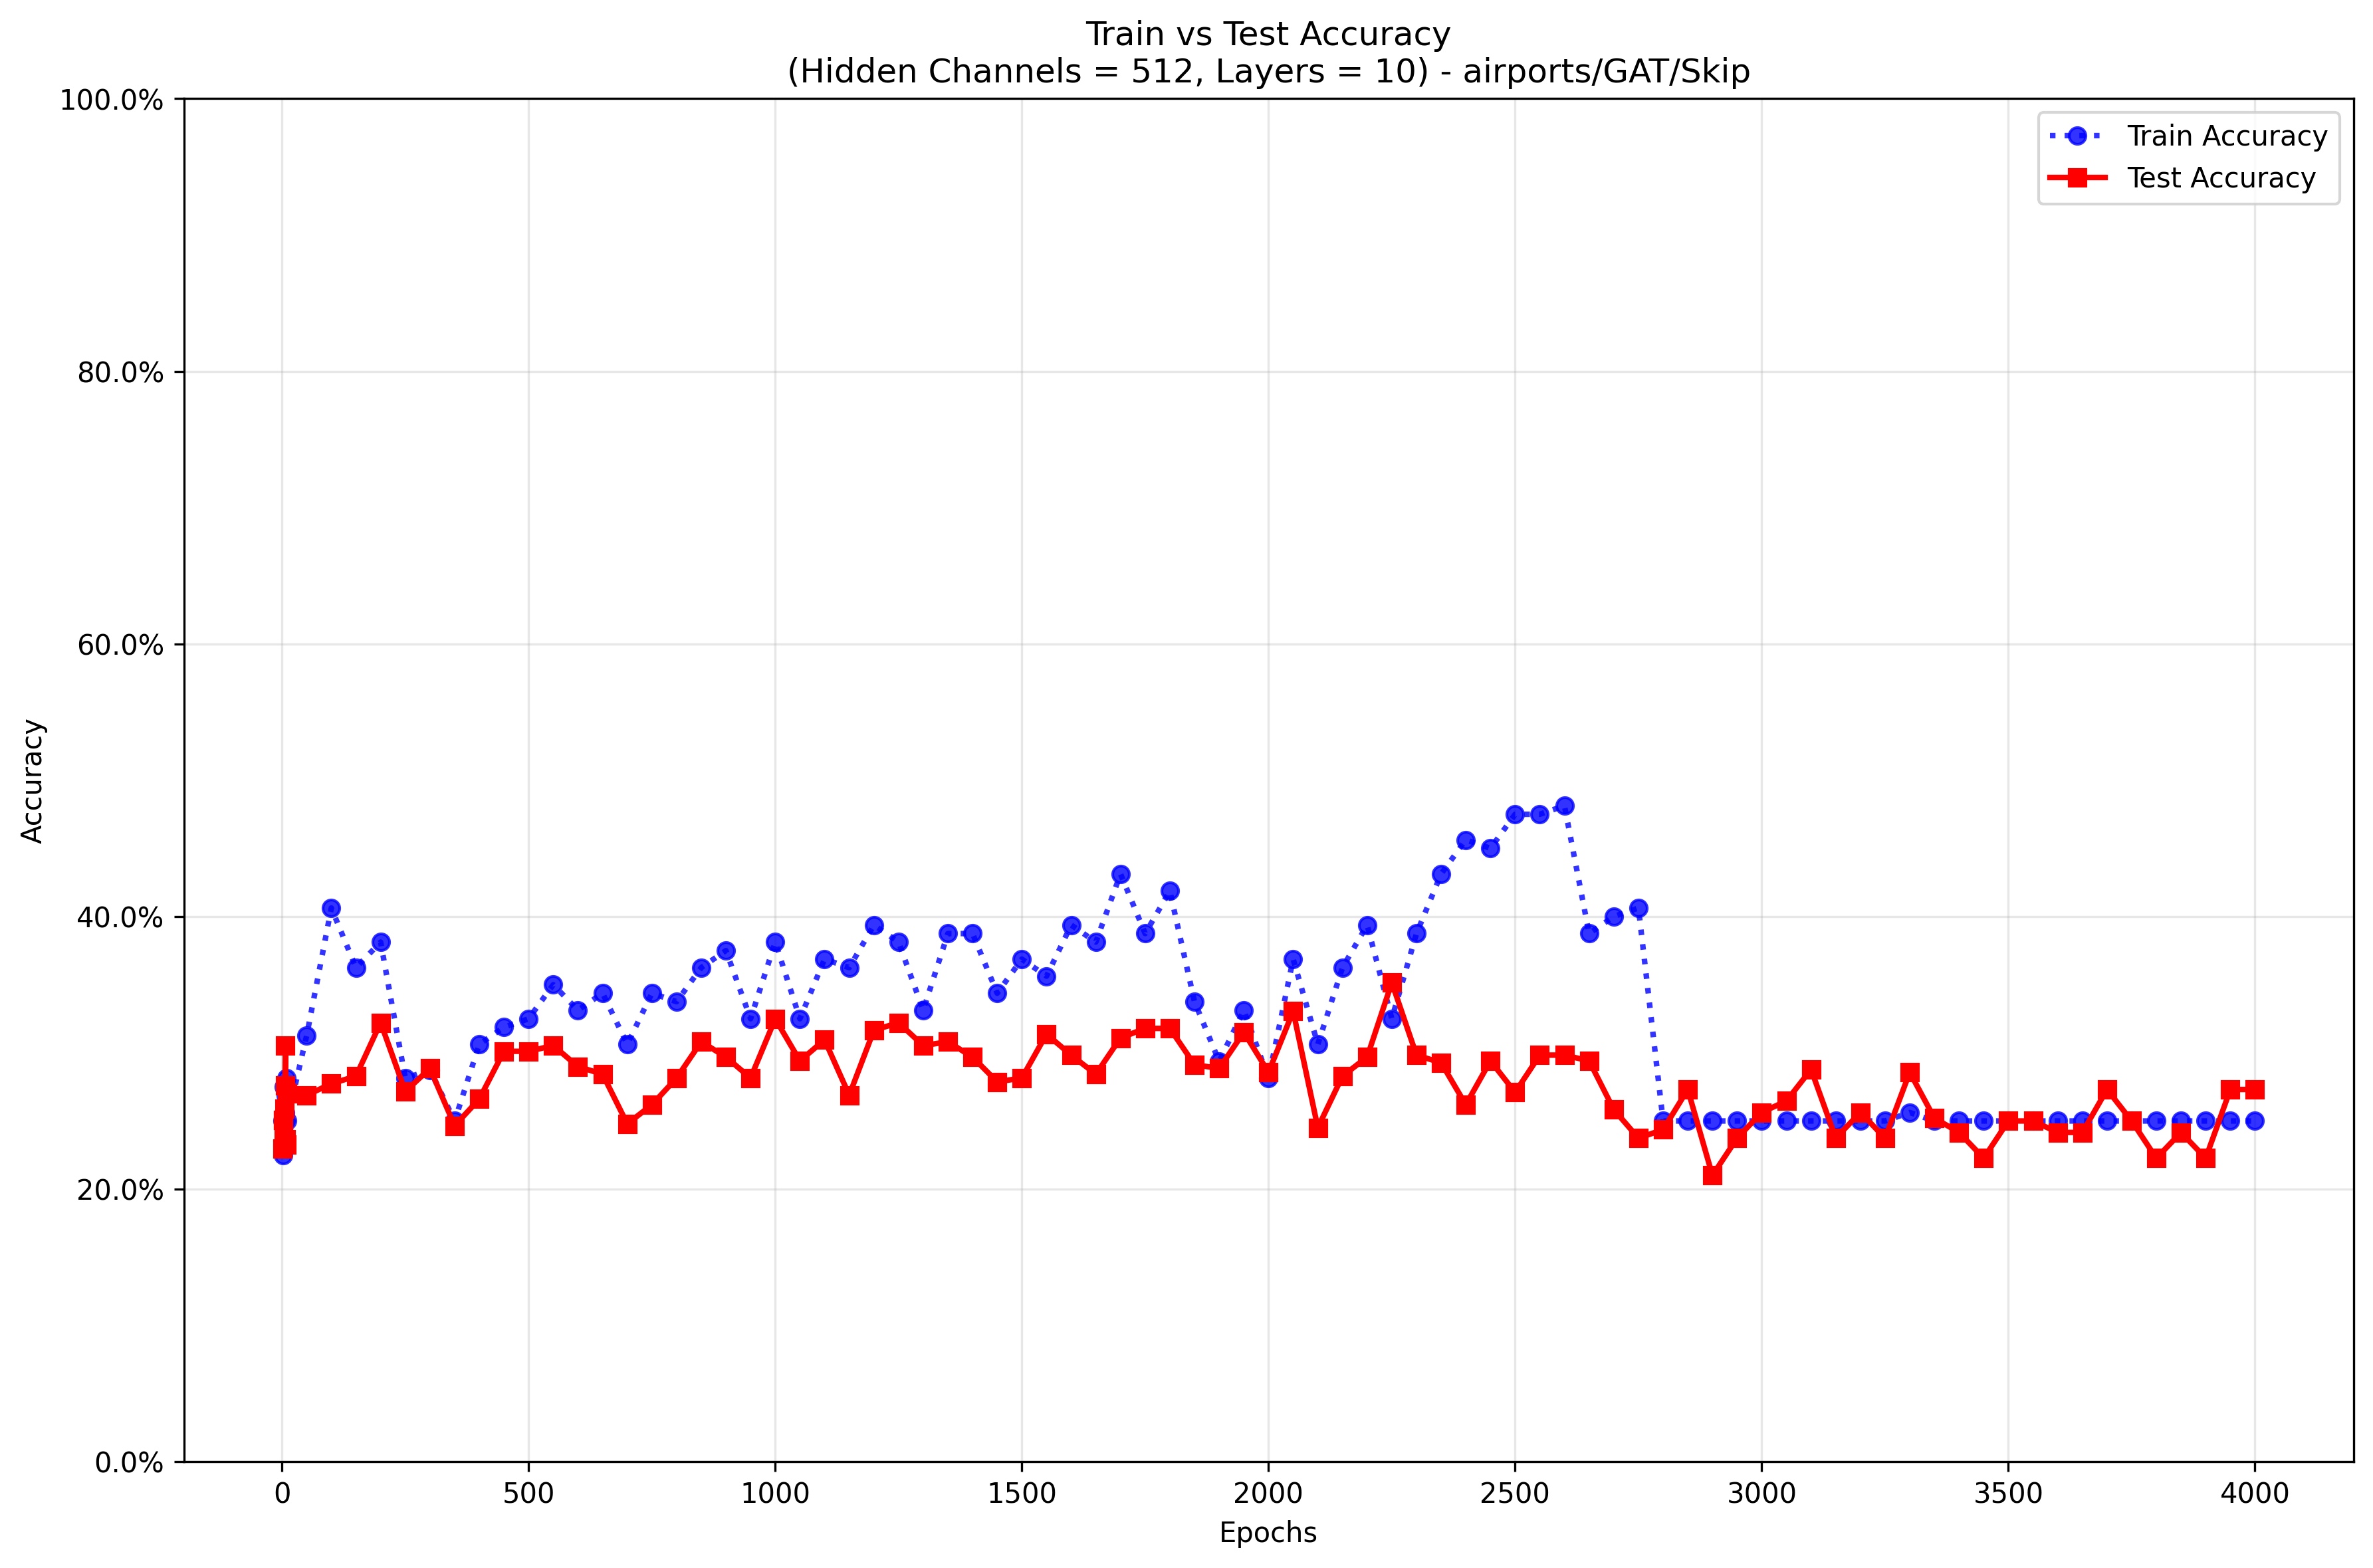 Train vs Test Accuracy
(Hidden Channels = 512, Layers = 10) - airports/GAT/Skip
100.0%
80.0%
60.0%
40.0%
20.0%
0.0%
Accuracy
Train Accuracy
Test Accuracy
0
500
1000
1500
2000
2500
3000
3500
4000
Epochs